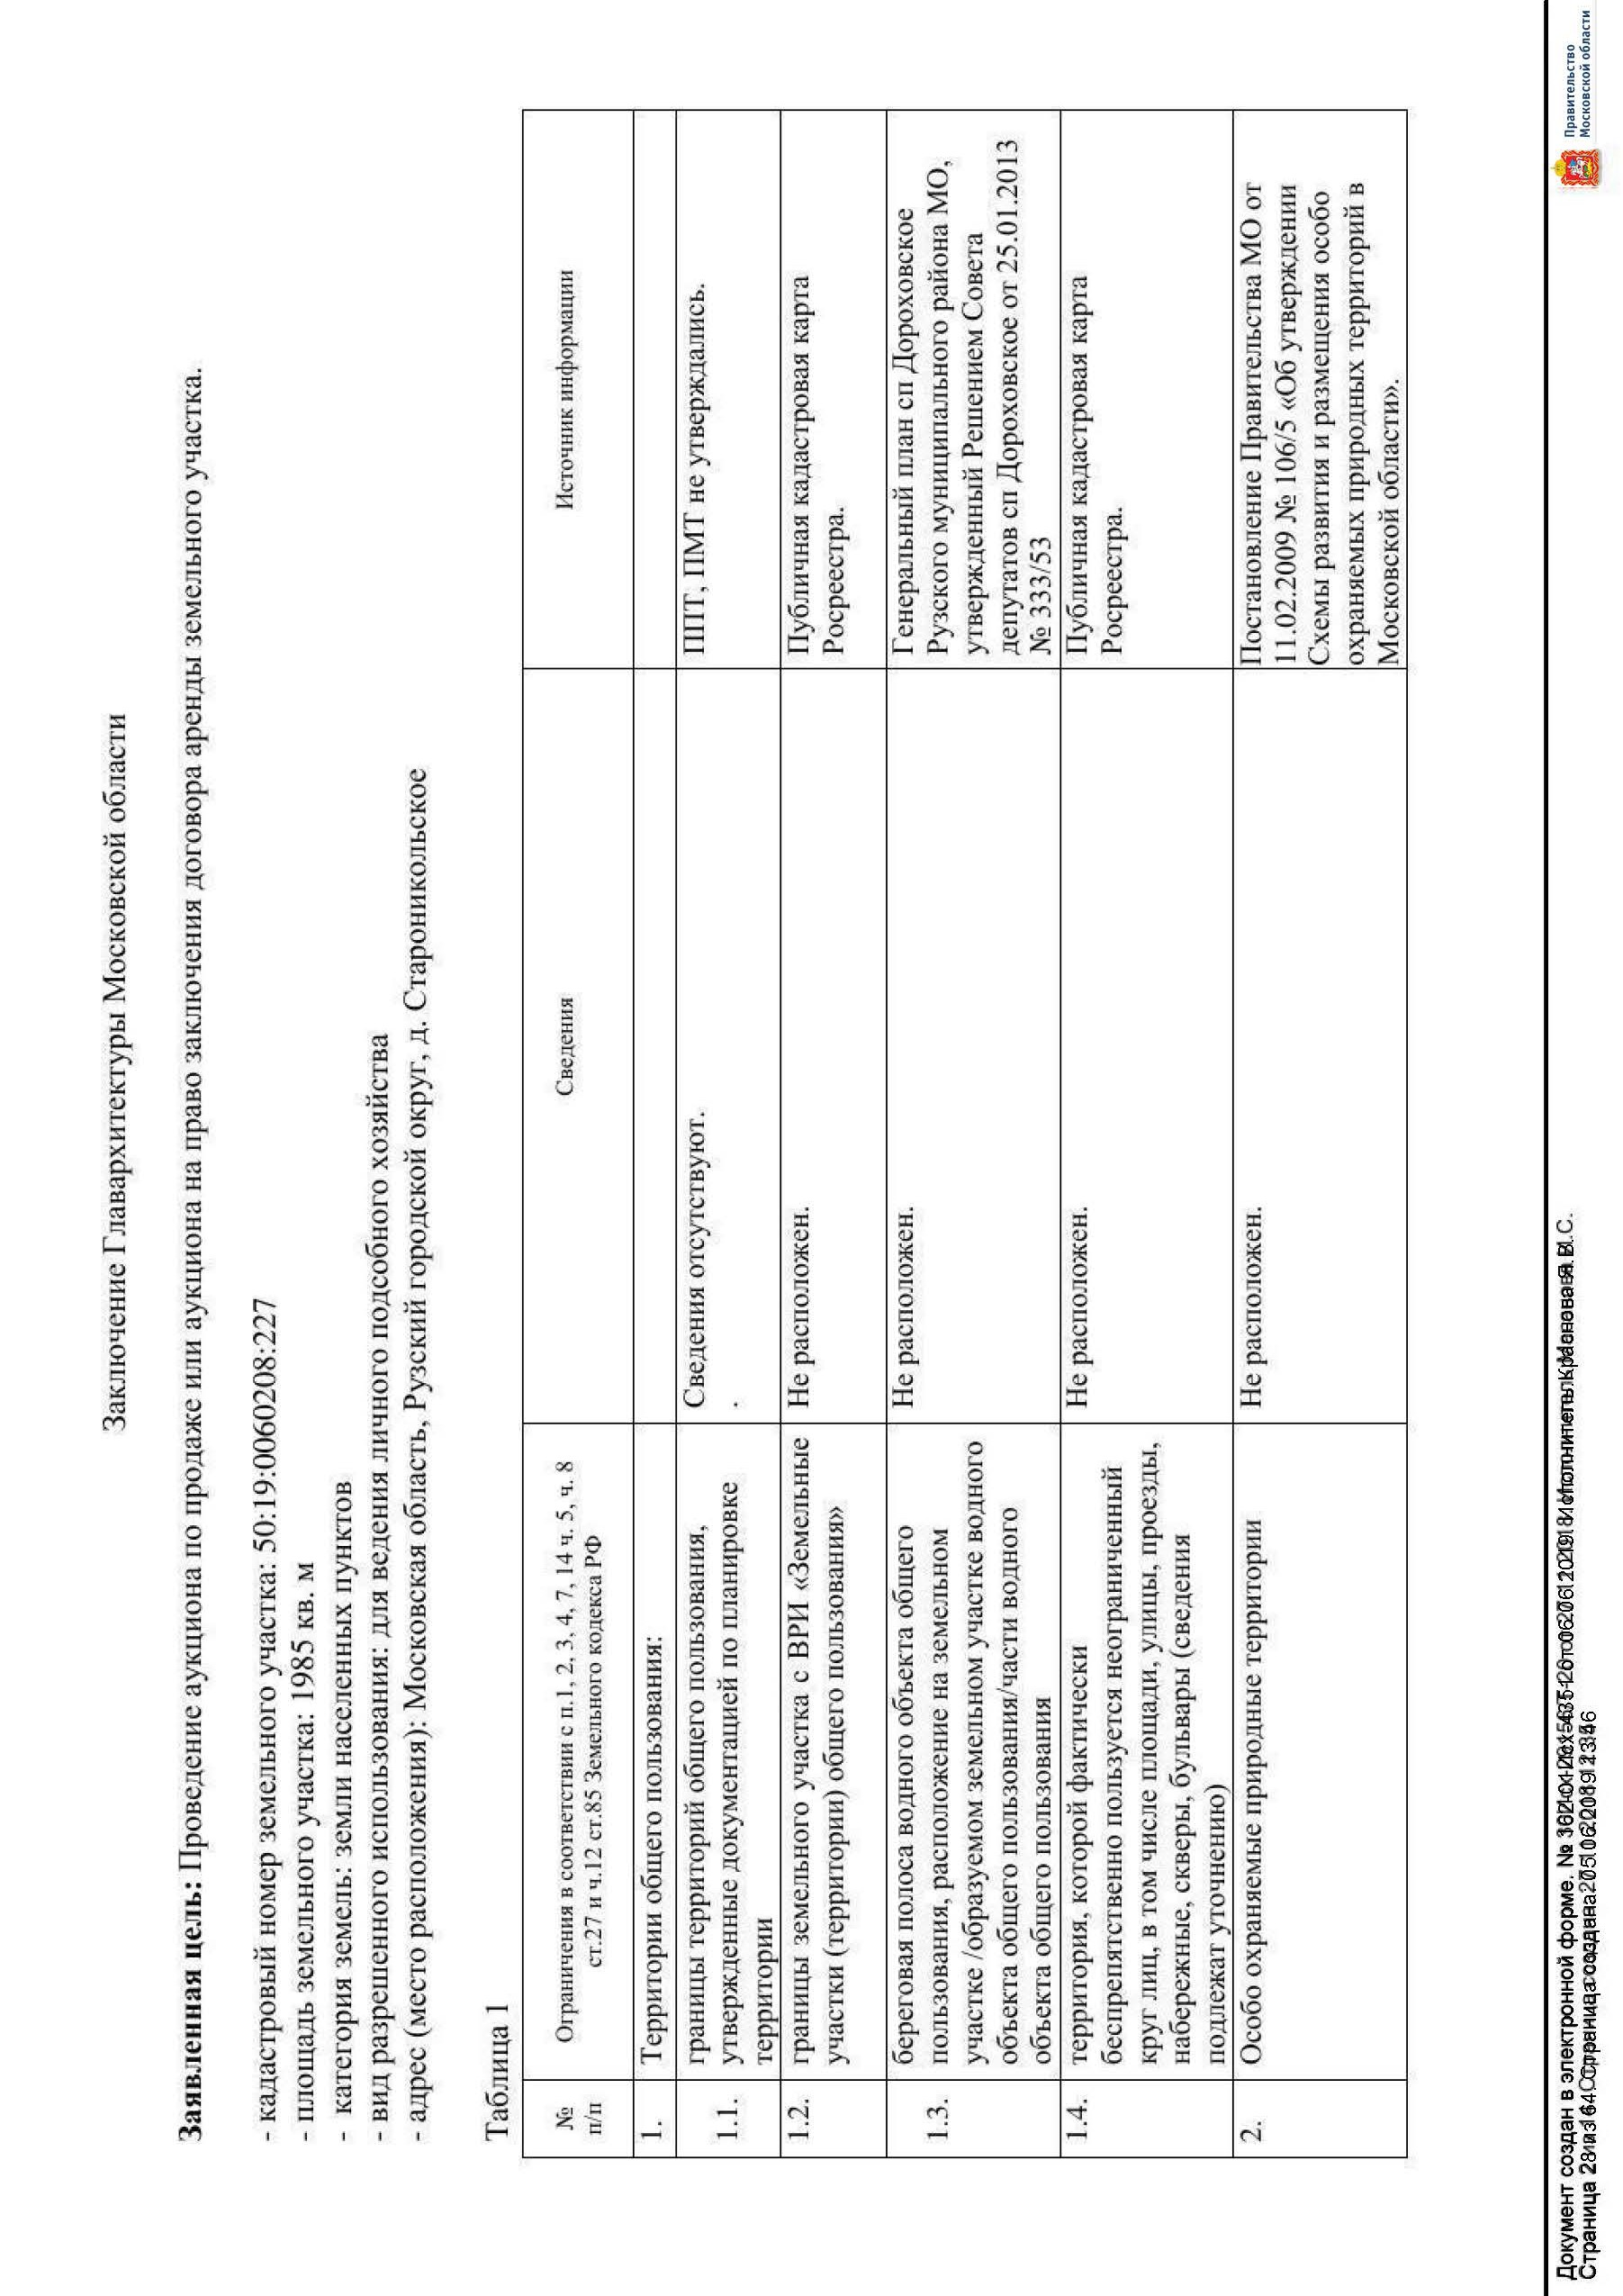 Заключение Главархитектуры Московской области
Заявленная цель: Проведение аукциона по продаже или аукциона на право заключения договора аренды земельного участка.
- кадастровый номер земельного участка: 50:19:0060208:227
- площадь земельного участка: 1985 кв. м
- категория земель: земли населенных пунктов
- вид разрешенного использования: для ведения личного подсобного хозяйства
- адрес (место расположения): Московская область, Рузский городской округ, д. Староникольское
Таблица 1
№
п/п
Ограничения в соответствии с п.1, 2, 3, 4, 7, 14 ч. 5, ч. 8
ст.27 и ч.12 ст.85 Земельного кодекса РФ
Сведения
Источник информации
1.
Территории общего пользования:
1.1.
границы территорий общего пользования,
утвержденные документацией по планировке
территории
Сведения отсутствуют.
.
ППТ, ПМТ не утверждались.
1.2.
границы земельного участка с ВРИ «Земельные
участки (территории) общего пользования»
Не расположен.
Публичная кадастровая карта
Росреестра.
1.3.
береговая полоса водного объекта общего
пользования, расположение на земельном
участке /образуемом земельном участке водного
объекта общего пользования/части водного
объекта общего пользования
Не расположен.
Генеральный план сп Дороховское
Рузского муниципального района МО,
утвержденный Решением Совета
депутатов сп Дороховское от 25.01.2013
№ 333/53
1.4.
территория, которой фактически
беспрепятственно пользуется неограниченный
круг лиц, в том числе площади, улицы, проезды,
набережные, скверы, бульвары (сведения
подлежат уточнению)
Не расположен.
Публичная кадастровая карта
Росреестра.
2.
Особо охраняемые природные территории
Не расположен.
Постановление Правительства МО от
11.02.2009 № 106/5 «Об утверждении
Схемы развития и размещения особо
охраняемых природных территорий в
Московской области».
Документ создан в электронной форме. №
Страница
Правительство
Московской области